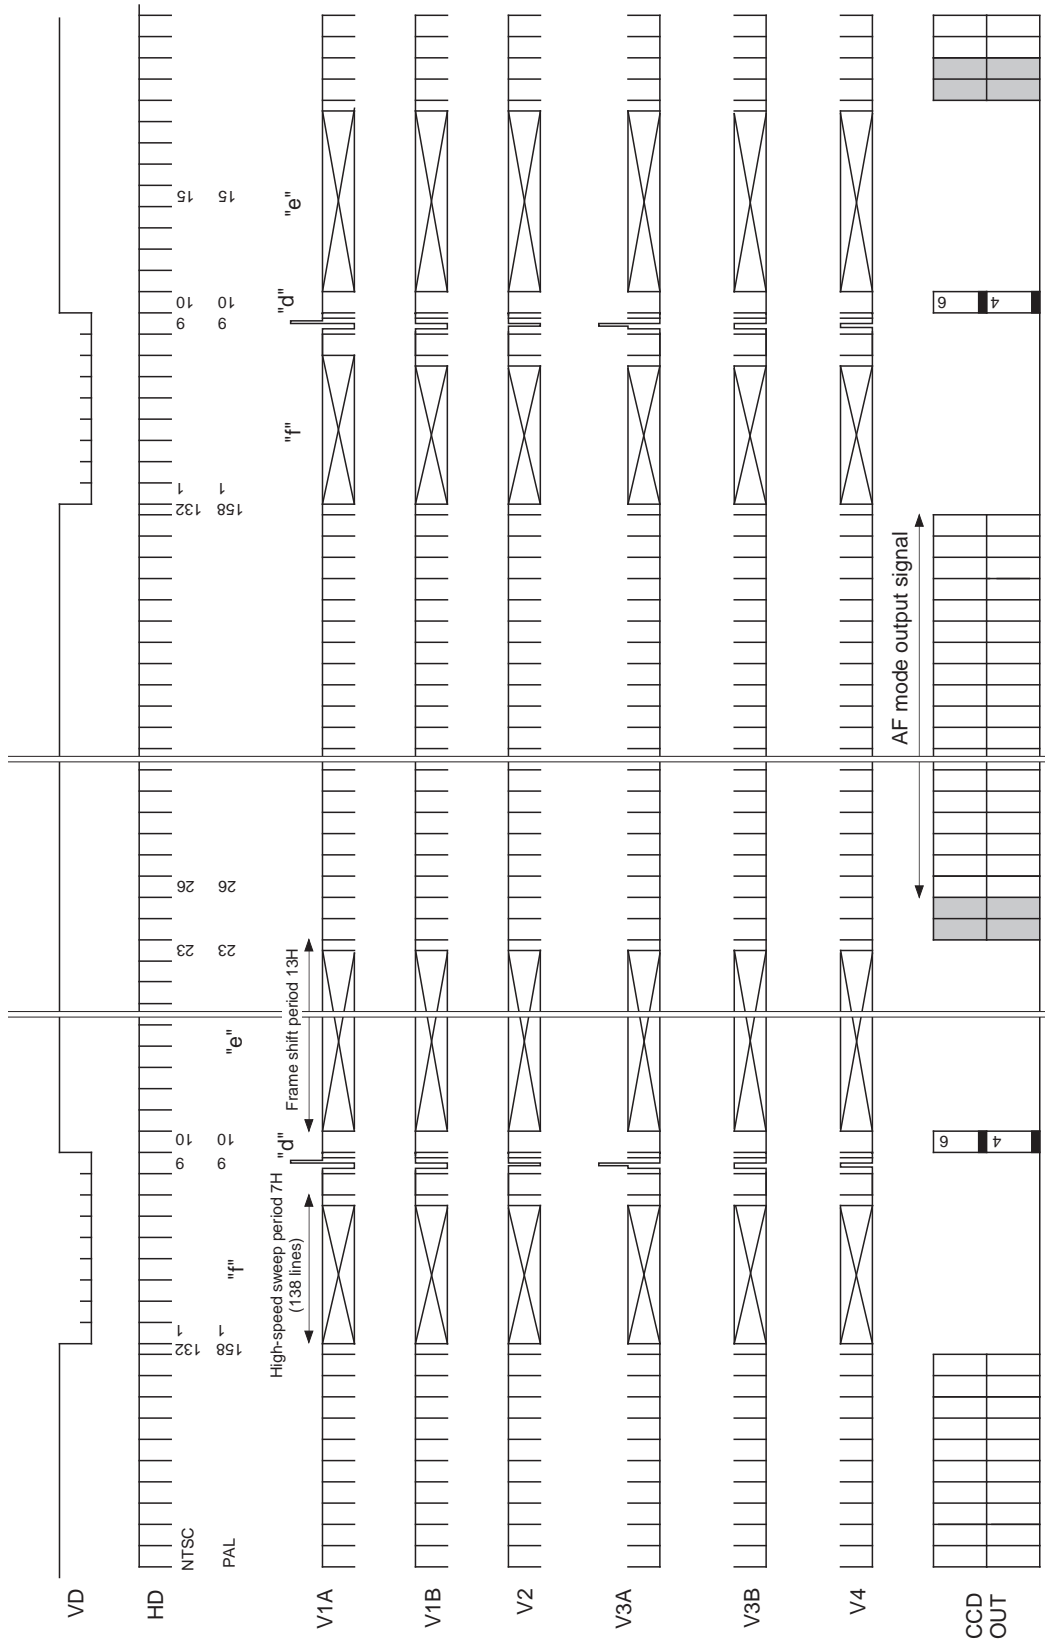 VD
HD
NTSC 132 1 9 10 23 26 132 1 9 10 15
PAL 158 1 9 10 23 26 158 1 9 10 15
"f" "d" "e" "f" "d" "e"
High-speed sweep period 7H
(138 lines)
Frame shift period 13H
V1A
V1B
V2
V3A
V3B
V4
AF mode output signal
CCD
OUT
6 6
4 4